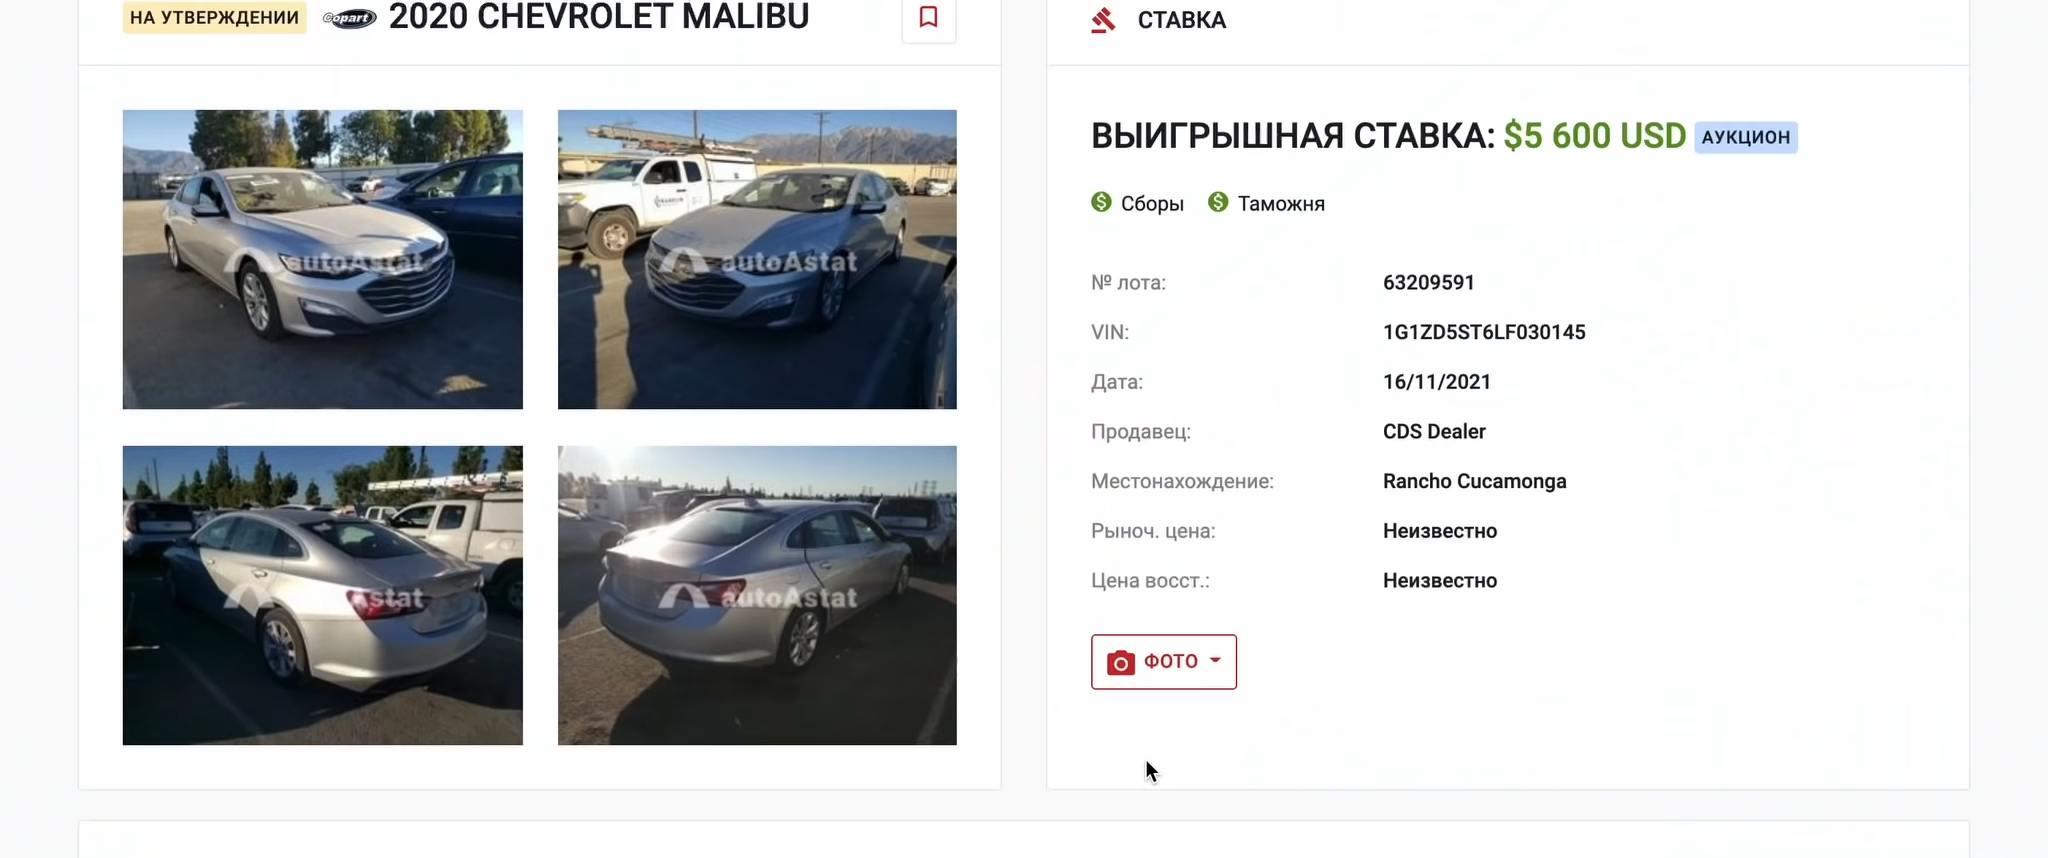 НА УТВЕРЖДЕНИИ Copart 2020 CHEVROLET MALIBU
autoAstat
autoAstat
stat
autoAstat
СТАВКА
ВЫИГРЫШНАЯ СТАВКА: $5 600 USD АУКЦИОН
Сборы Таможня
№ лота: 63209591
VIN: 1G1ZD5ST6LF030145
Дата: 16/11/2021
Продавец: CDS Dealer
Местонахождение: Rancho Cucamonga
Рыноч. цена: Неизвестно
Цена восст.: Неизвестно
ФОТО